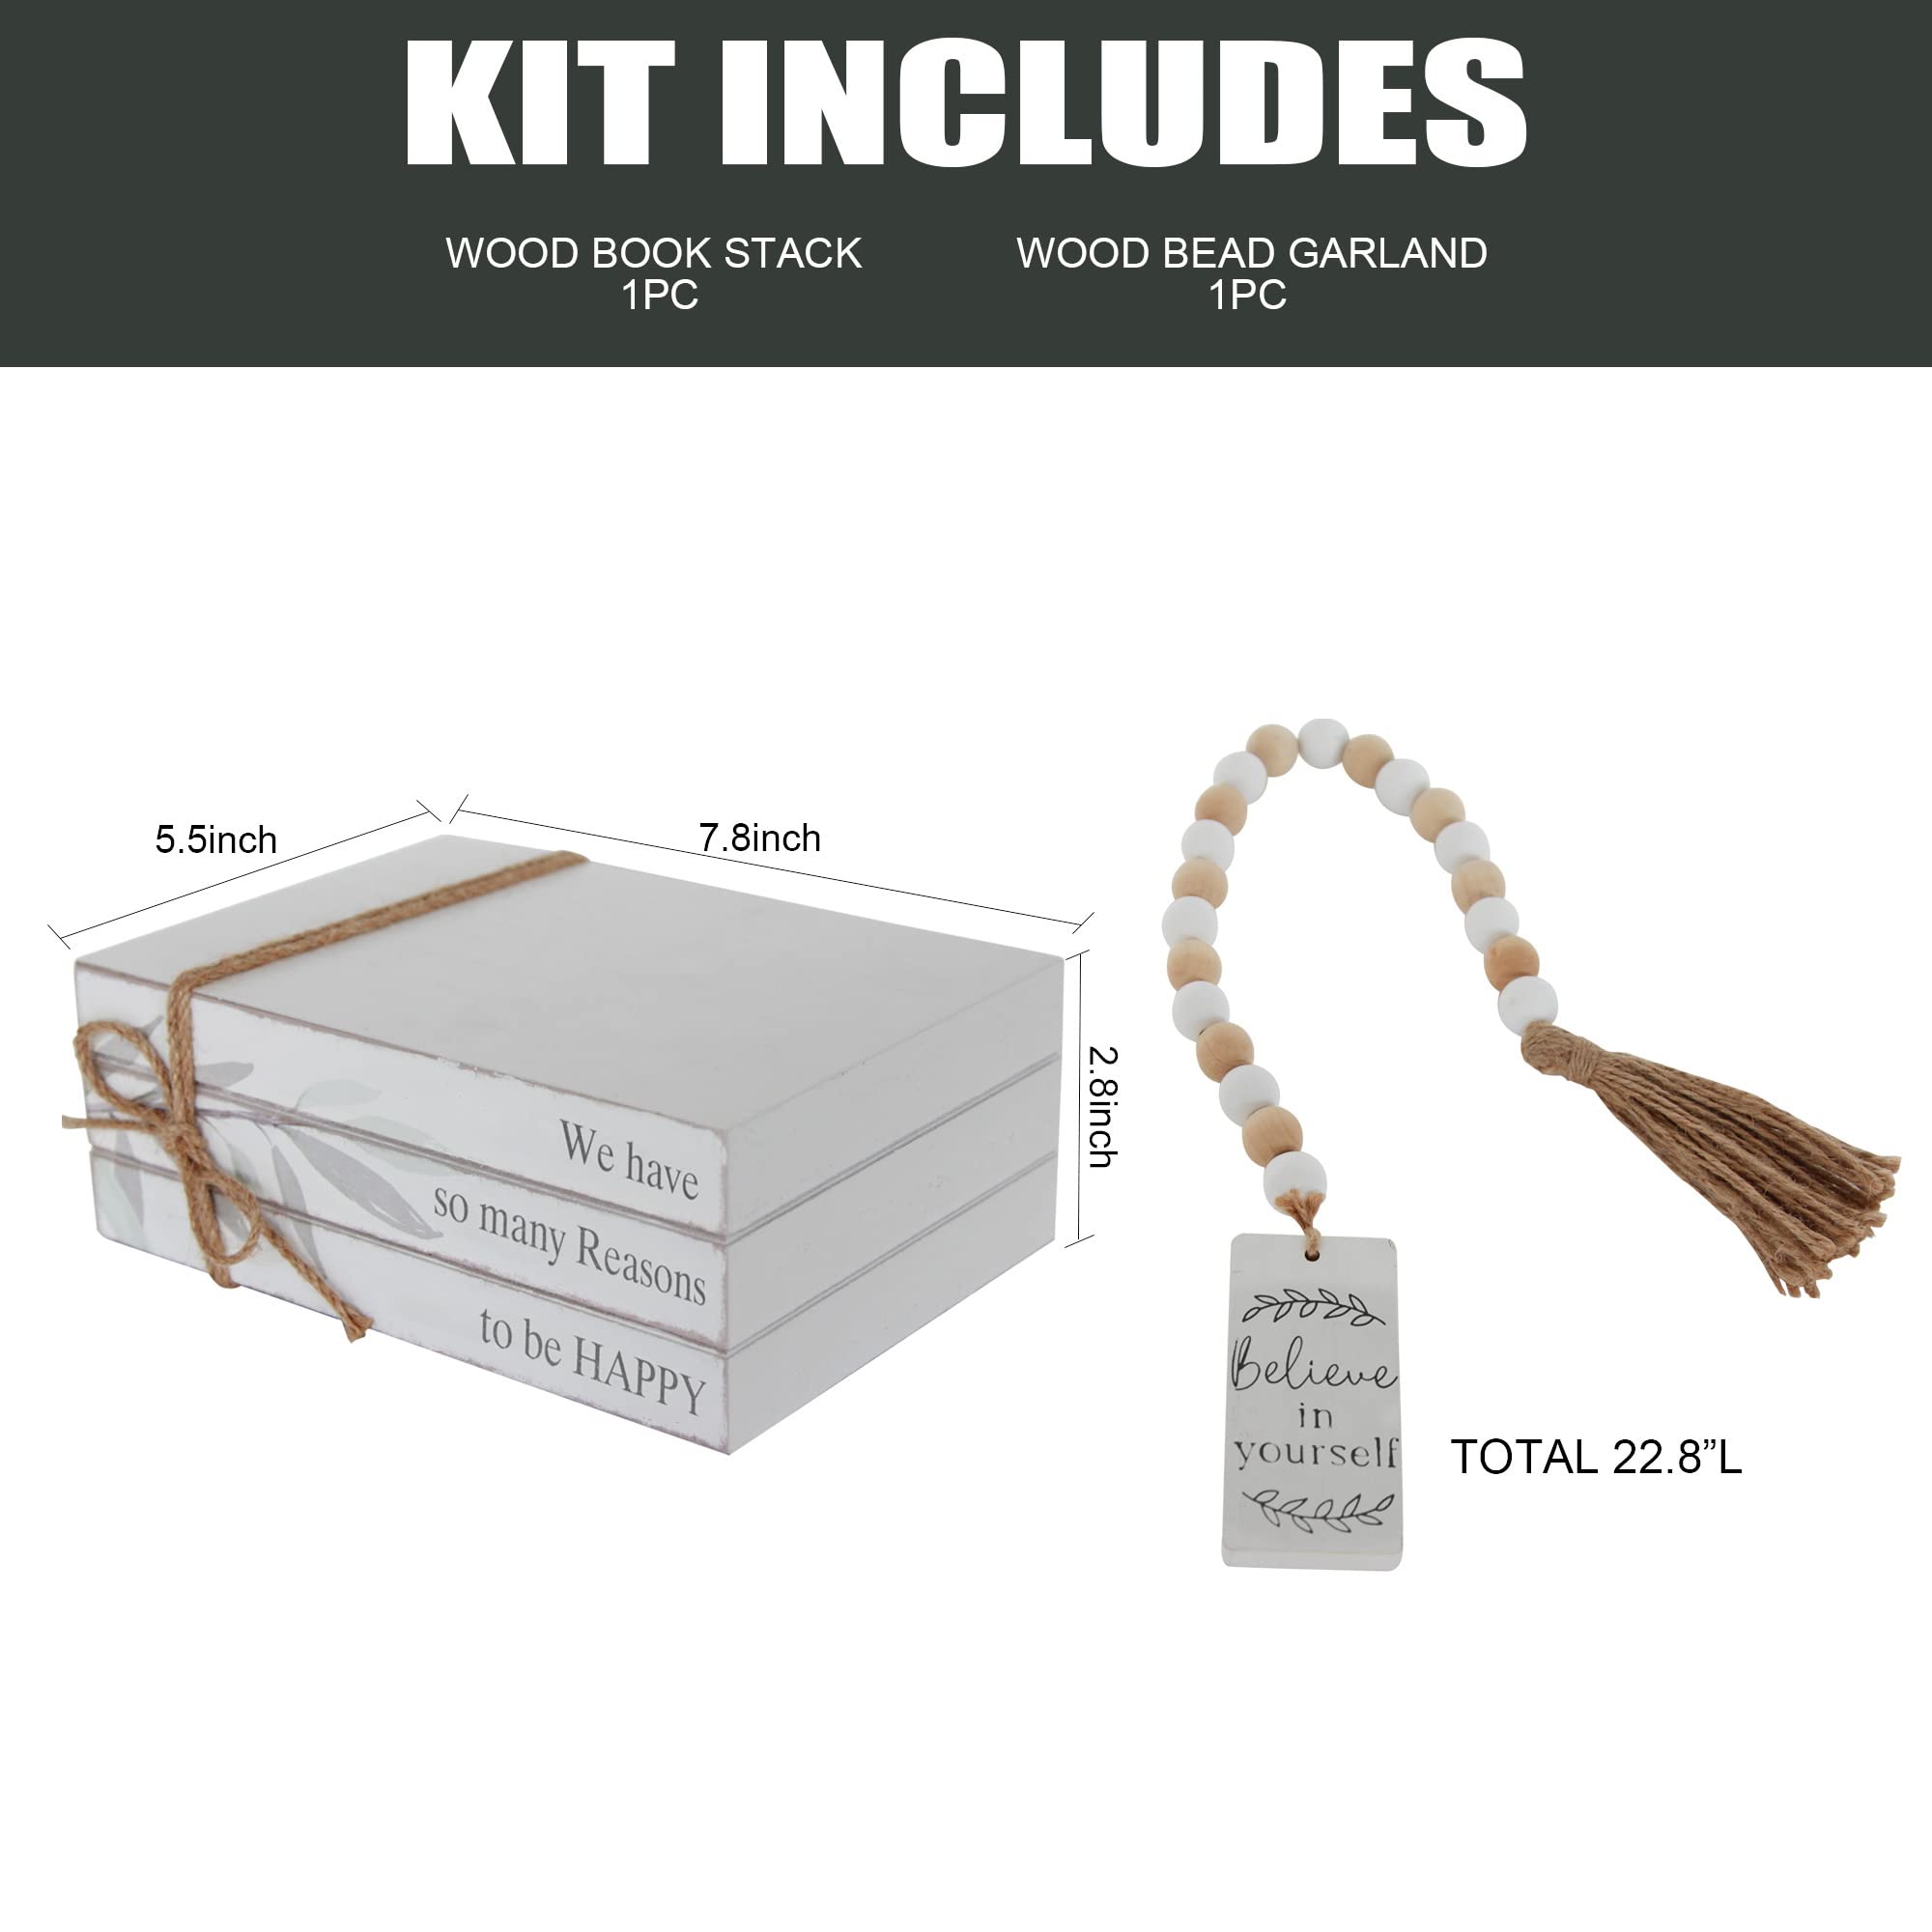 KIT INCLUDES
WOOD BOOK STACK
1PC
WOOD BEAD GARLAND
1PC
5.5inch
7.8inch
2.8inch
We have
so many Reasons
to be HAPPY
Believe
in
yourself
TOTAL 22.8”L